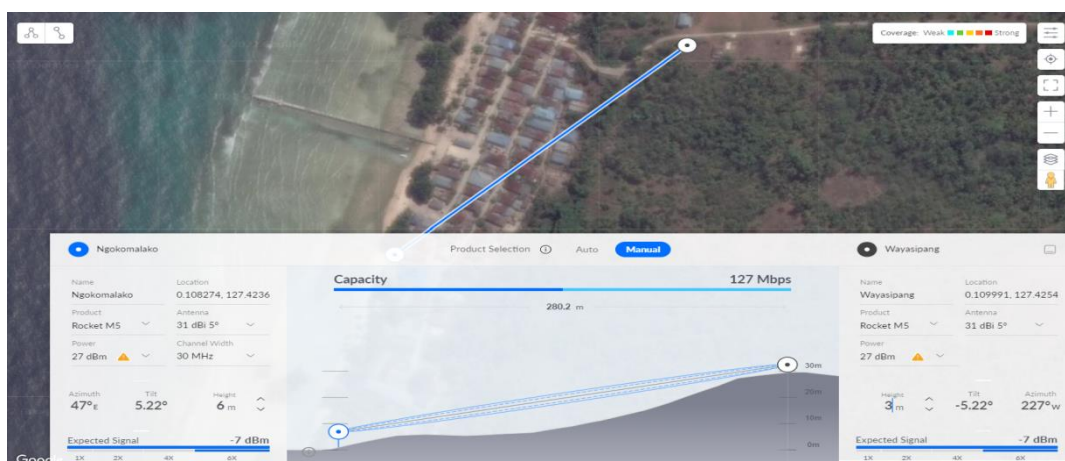 Coverage: Weak Strong
Ngokomalako
Product Selection Auto Manual
Wayasipang
Name Location
Ngokomalako 0.108274, 127.4236
Product Antenna
Rocket M5 31 dBi 5°
Power Channel Width
27 dBm 30 MHz
Azimuth Tilt Height
47°E 5.22° 6 m
Expected Signal -7 dBm
1X 2X 4X 6X
Capacity 127 Mbps
280.2 m
30m
20m
10m
0m
Name Location
Wayasipang 0.109991, 127.4254
Product Antenna
Rocket M5 31 dBi 5°
Power
27 dBm
Height Tilt Azimuth
3 m -5.22° 227°W
Expected Signal -7 dBm
1X 2X 4X 6X
Google